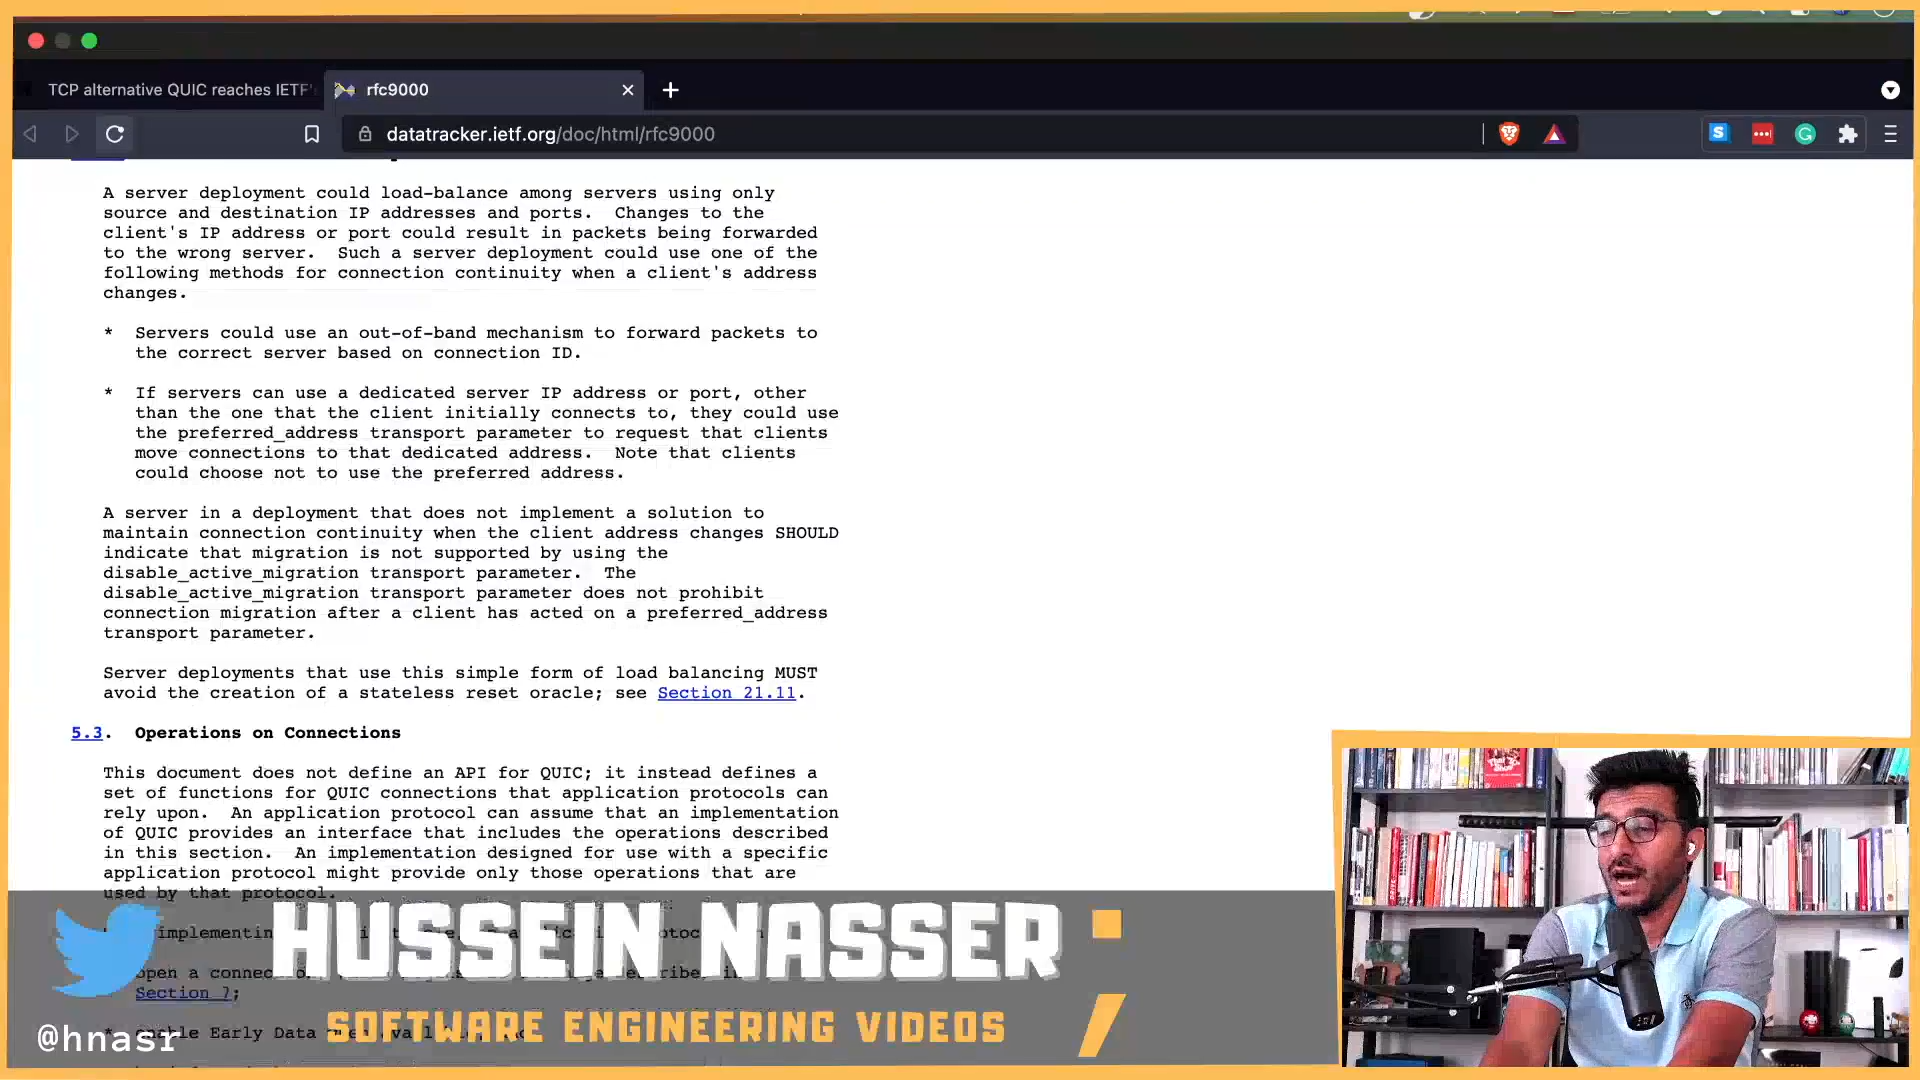 TCP alternative QUIC reaches IETF'
rfc9000
datatracker.ietf.org/doc/html/rfc9000
A server deployment could load-balance among servers using only
source and destination IP addresses and ports.  Changes to the
client's IP address or port could result in packets being forwarded
to the wrong server.  Such a server deployment could use one of the
following methods for connection continuity when a client's address
changes.
*  Servers could use an out-of-band mechanism to forward packets to
the correct server based on connection ID.
*  If servers can use a dedicated server IP address or port, other
than the one that the client initially connects to, they could use
the preferred_address transport parameter to request that clients
move connections to that dedicated address.  Note that clients
could choose not to use the preferred address.
A server in a deployment that does not implement a solution to
maintain connection continuity when the client address changes SHOULD
indicate that migration is not supported by using the
disable_active_migration transport parameter.  The
disable_active_migration transport parameter does not prohibit
connection migration after a client has acted on a preferred_address
transport parameter.
Server deployments that use this simple form of load balancing MUST
avoid the creation of a stateless reset oracle; see Section 21.11.
5.3.  Operations on Connections
This document does not define an API for QUIC; it instead defines a
set of functions for QUIC connections that application protocols can
rely upon.  An application protocol can assume that an implementation
of QUIC provides an interface that includes the operations described
in this section.  An implementation designed for use with a specific
application protocol might provide only those operations that are
used by that protocol.
HUSSEIN NASSER
open a
Section 7;
SOFTWARE ENGINEERING VIDEOS
@hnasr
Early Data